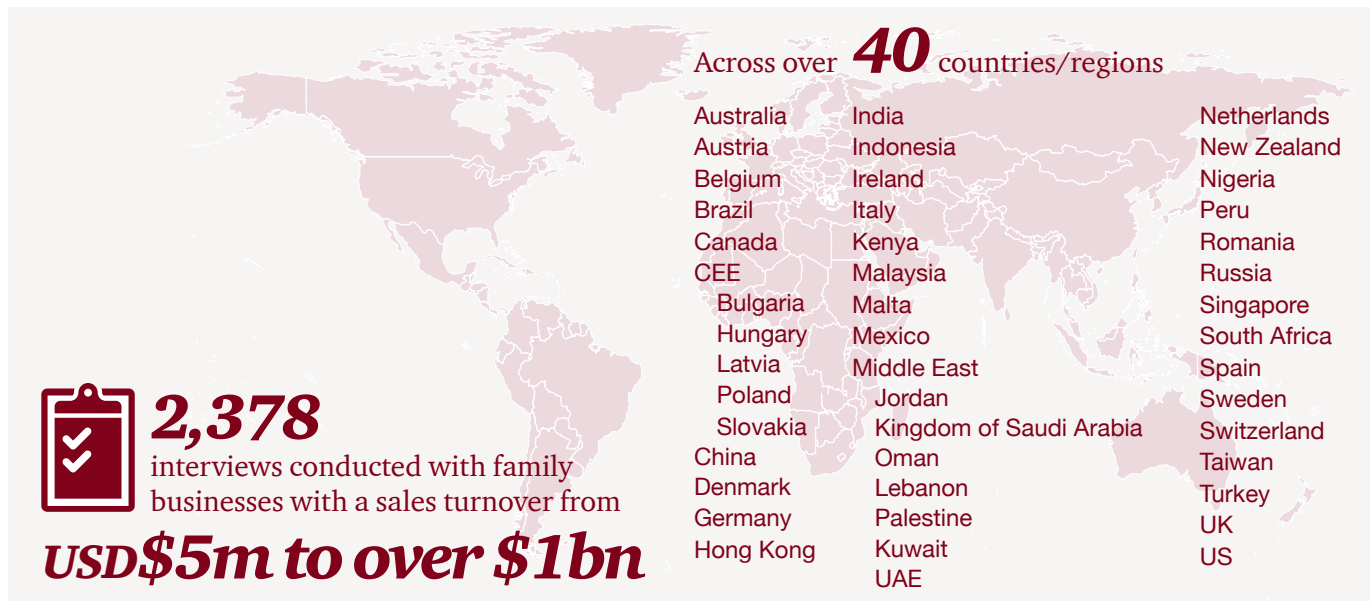 Across over 40 countries/regions
Australia
Austria
Belgium
Brazil
Canada
CEE
Bulgaria
Hungary
Latvia
Poland
Slovakia
China
Denmark
Germany
Hong Kong
India
Indonesia
Ireland
Italy
Kenya
Malaysia
Malta
Mexico
Middle East
Jordan
Kingdom of Saudi Arabia
Oman
Lebanon
Palestine
Kuwait
UAE
Netherlands
New Zealand
Nigeria
Peru
Romania
Russia
Singapore
South Africa
Spain
Sweden
Switzerland
Taiwan
Turkey
UK
US
2,378
interviews conducted with family
businesses with a sales turnover from
USD$5m to over $1bn